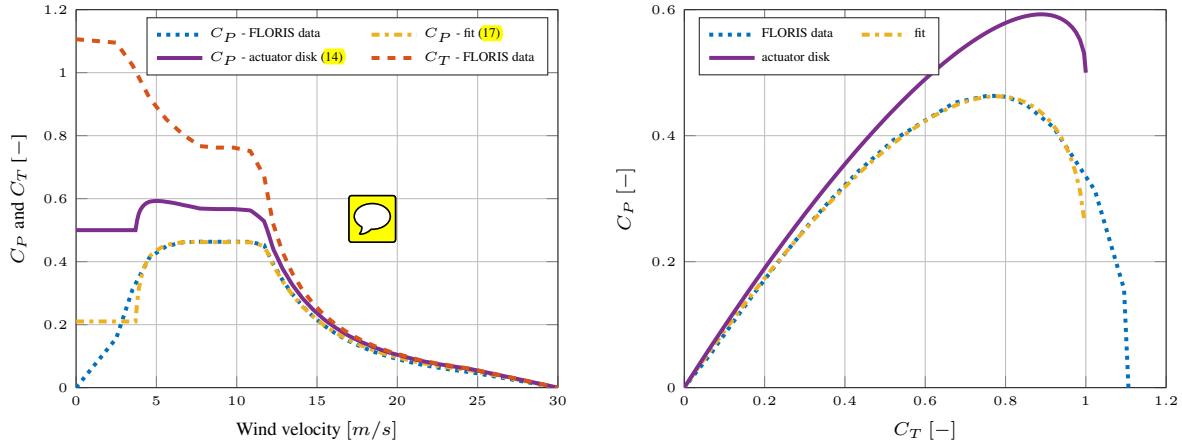 1.2
1
0.8
0.6
0.4
0.2
0
C_P and C_T [−]
C_P - FLORIS data
C_P - fit (17)
C_P - actuator disk (14)
C_T - FLORIS data
0 5 10 15 20 25 30
Wind velocity [m/s]
0.6
0.4
0.2
0
C_P [−]
FLORIS data
fit
actuator disk
0 0.2 0.4 0.6 0.8 1 1.2
C_T [−]